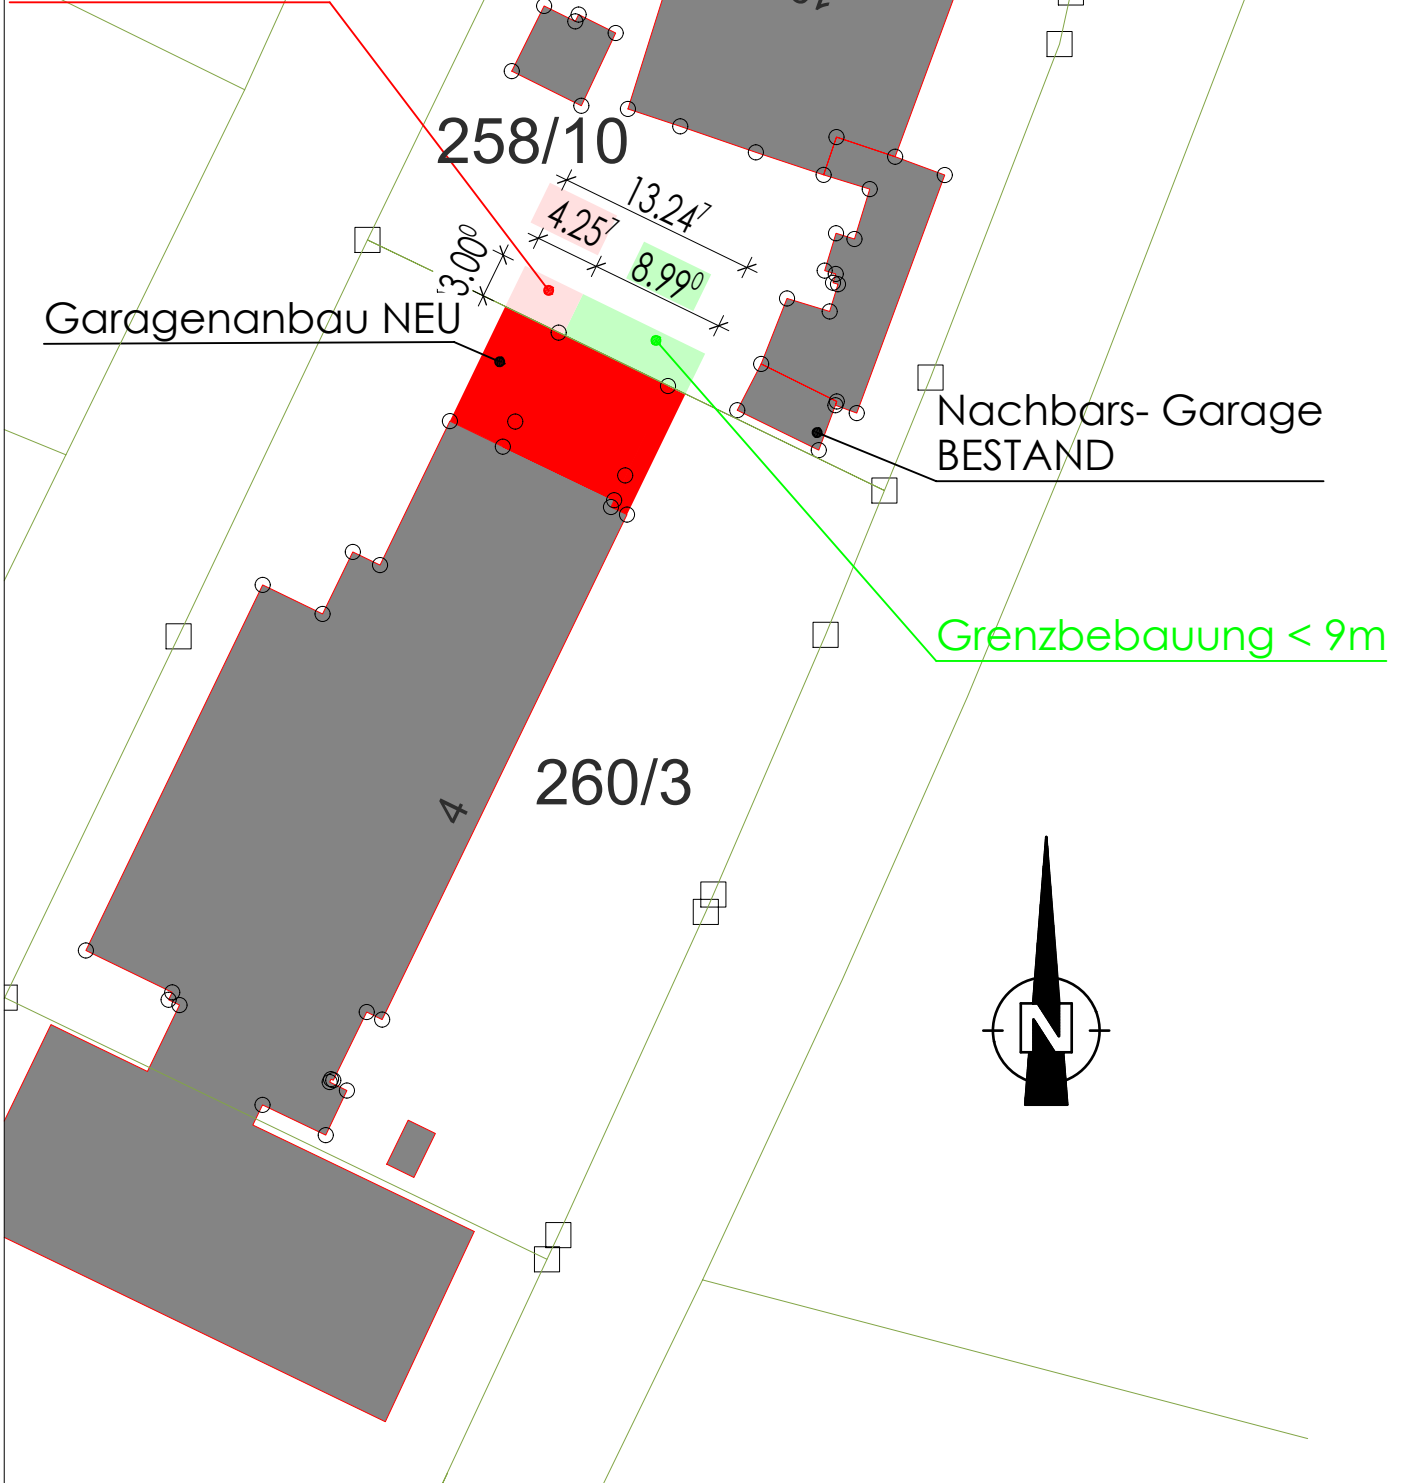 258/10
13.24⁷
4.25⁷
8.99⁰
3.00⁰
Garagenanbau NEU
Nachbars- Garage
BESTAND
Grenzbebauung < 9m
260/3
4
N